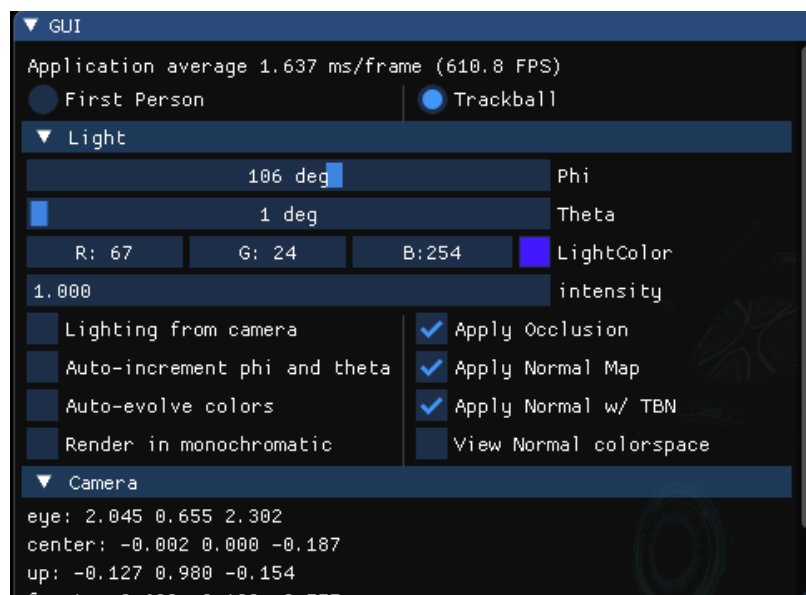 GUI
Application average 1.637 ms/frame (610.8 FPS)
First Person Trackball
Light
106 deg Phi
1 deg Theta
R: 67 G: 24 B:254 LightColor
1.000 intensity
Lighting from camera Apply Occlusion
Auto-increment phi and theta Apply Normal Map
Auto-evolve colors Apply Normal w/ TBN
Render in monochromatic View Normal colorspace
Camera
eye: 2.045 0.655 2.302
center: -0.002 0.000 -0.187
up: -0.127 0.980 -0.154